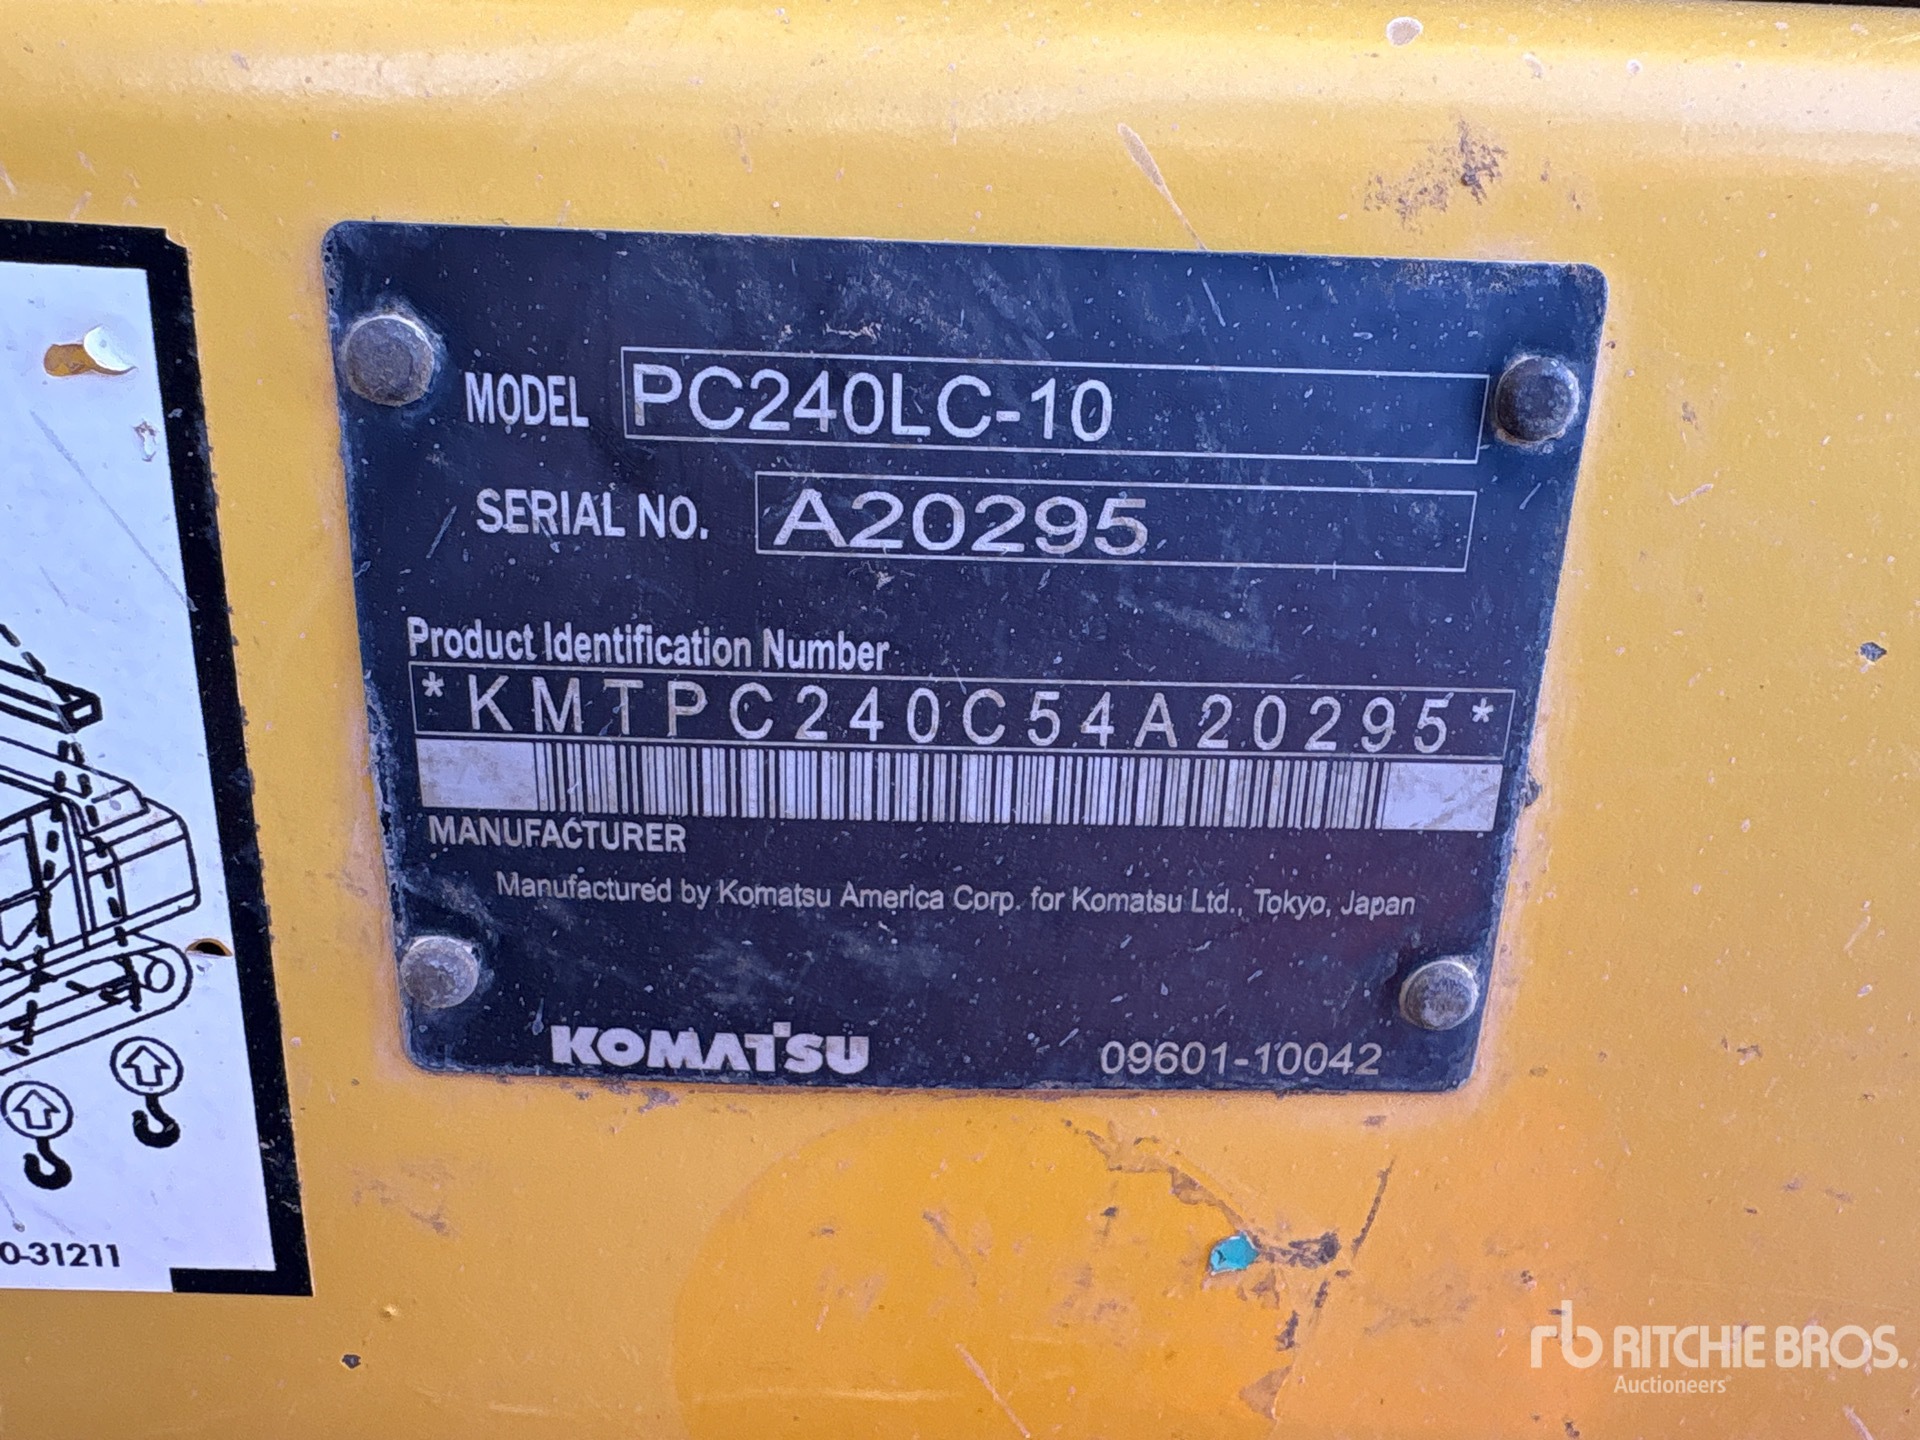 MODEL PC240LC-10
SERIAL NO. A20295
Product Identification Number
*KMTPC240C54A20295*
MANUFACTURER
Manufactured by Komatsu America Corp. for Komatsu Ltd., Tokyo, Japan
KOMATSU 09601-10042
0-31211
rb RITCHIE BROS.
Auctioneers